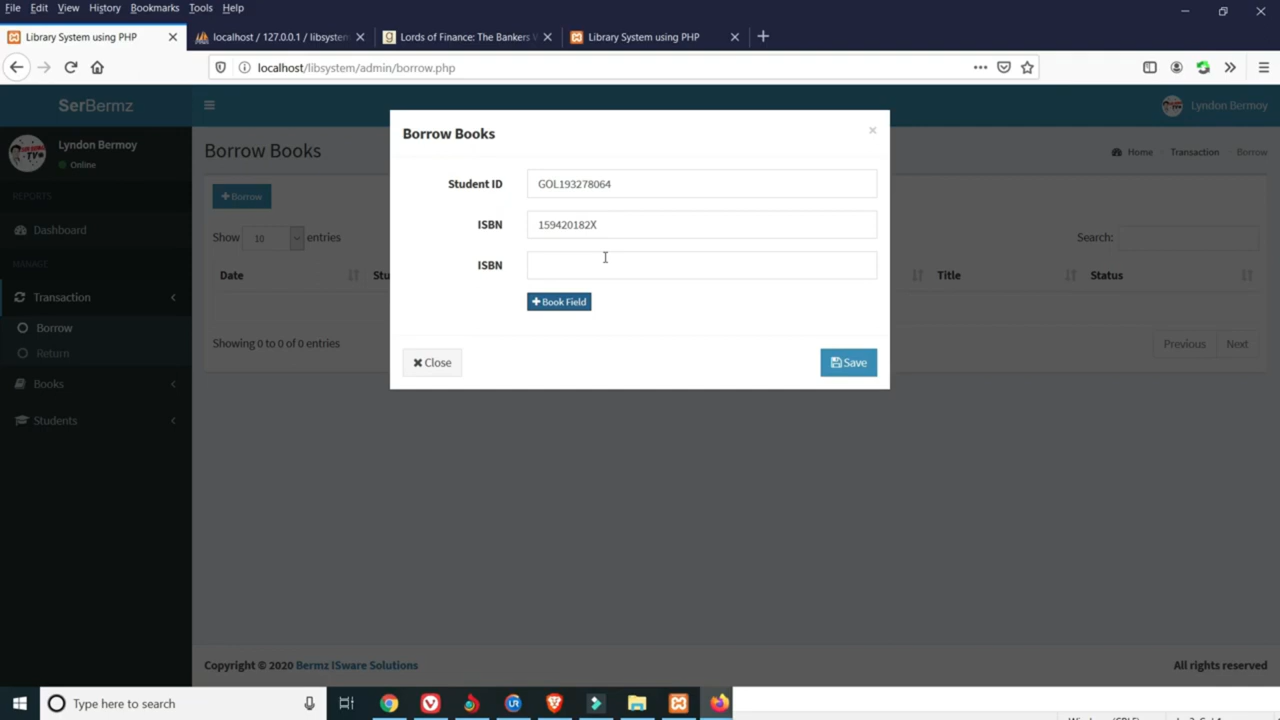 File Edit View History Bookmarks Tools Help
Library System using PHP
localhost / 127.0.0.1 / libsystem
Lords of Finance: The Bankers
Library System using PHP
localhost/libsystem/admin/borrow.php
SerBermz
Lyndon Bermoy
Lyndon Bermoy
Online
REPORTS
Dashboard
MANAGE
Transaction
Borrow
Return
Books
Students
Borrow Books
Home Transaction Borrow
+Borrow
Show 10 entries
Search:
Date
Title
Status
Showing 0 to 0 of 0 entries
Previous Next
Borrow Books
×
Student ID GOL193278064
ISBN 159420182X
ISBN
+ Book Field
Close
Save
Copyright © 2020 Bermz ISware Solutions
All rights reserved
Type here to search